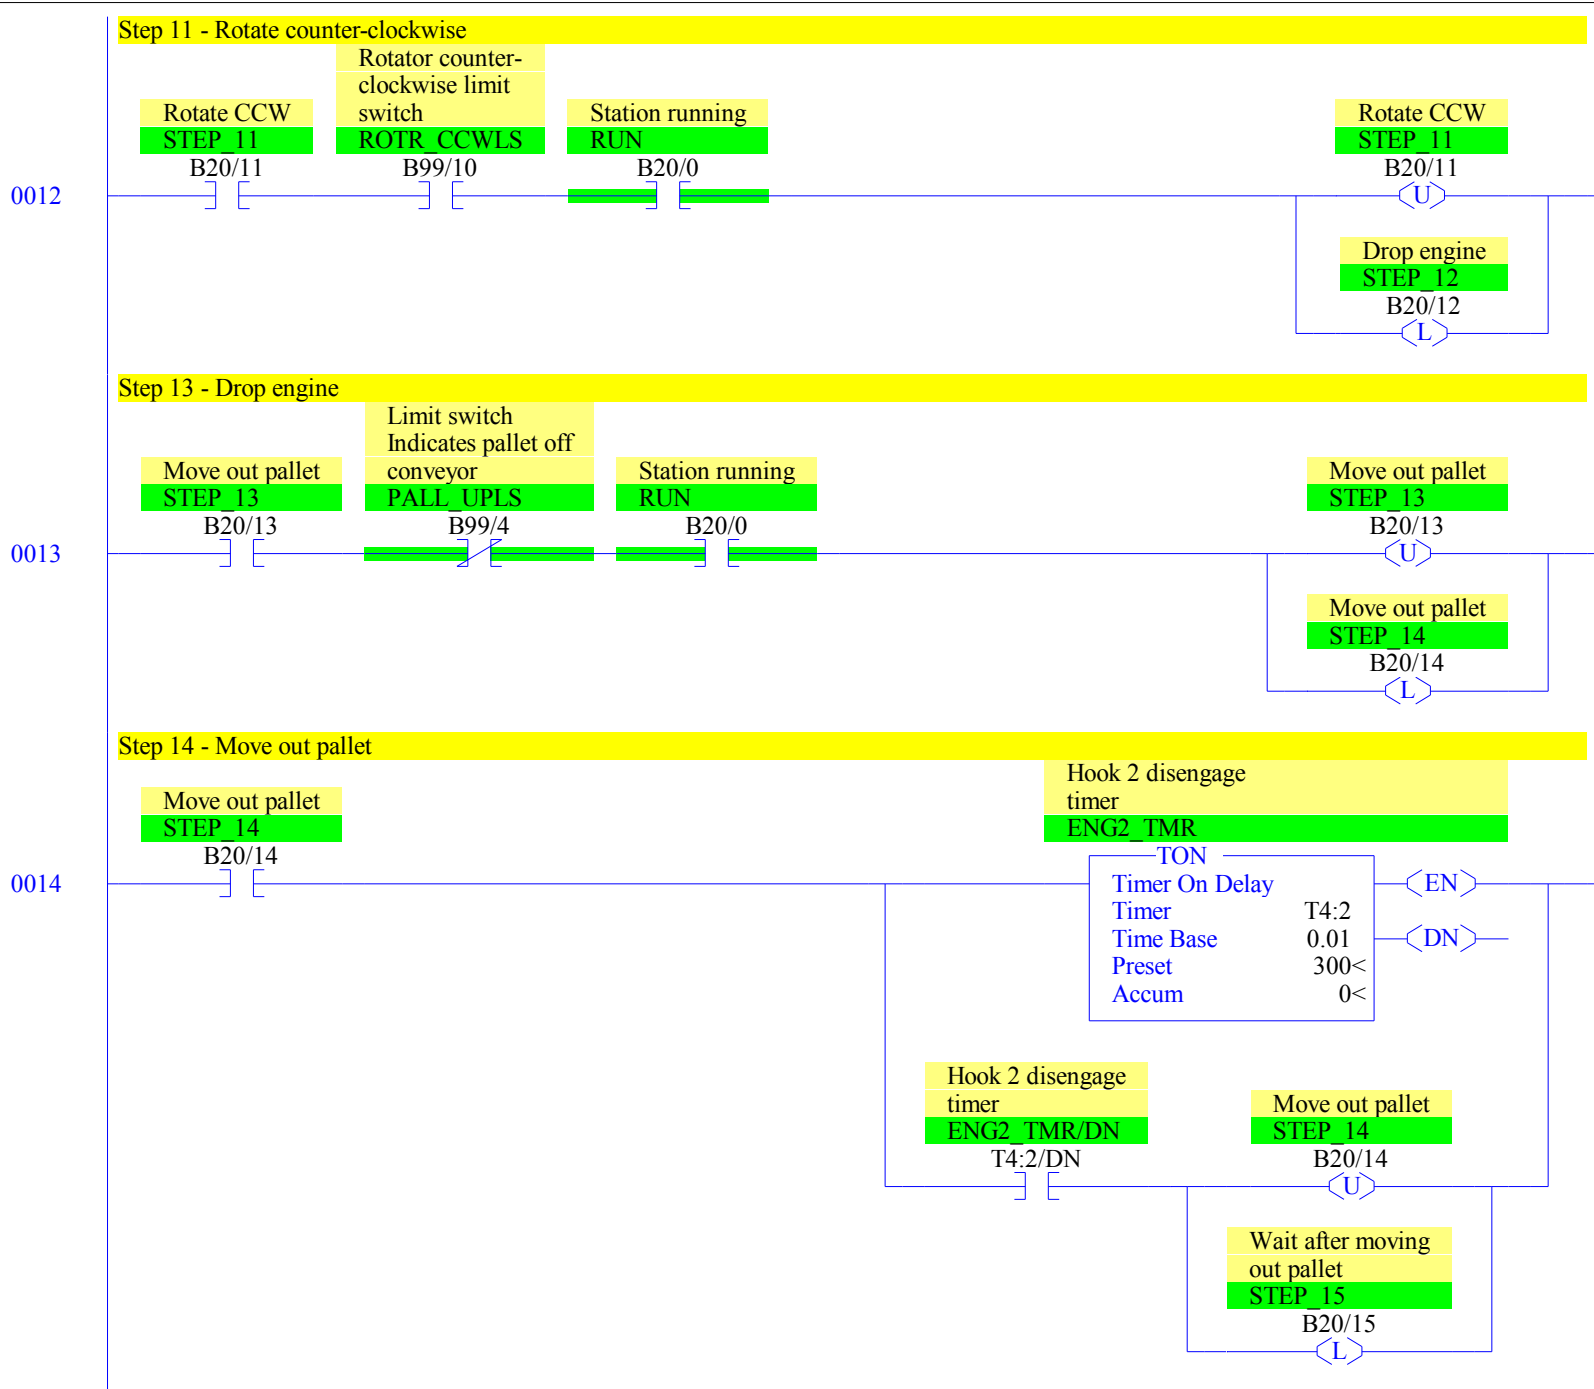 Step 11 - Rotate counter-clockwise
Rotator counter-
clockwise limit
Rotate CCW switch Station running Rotate CCW
STEP_11 ROTR_CCWLS RUN STEP_11
B20/11 B99/10 B20/0 B20/11
0012 U
Drop engine
STEP_12
B20/12
L
Step 13 - Drop engine
Limit switch
Indicates pallet off
Move out pallet conveyor Station running Move out pallet
STEP_13 PALL_UPLS RUN STEP_13
B20/13 B99/4 B20/0 B20/13
0013 U
Move out pallet
STEP_14
B20/14
L
Step 14 - Move out pallet
Hook 2 disengage
Move out pallet timer
STEP_14 ENG2_TMR
B20/14 TON
0014 Timer On Delay EN
Timer T4:2
Time Base 0.01 DN
Preset 300<
Accum 0<
Hook 2 disengage
timer Move out pallet
ENG2_TMR/DN STEP_14
T4:2/DN B20/14
U
Wait after moving
out pallet
STEP_15
B20/15
L